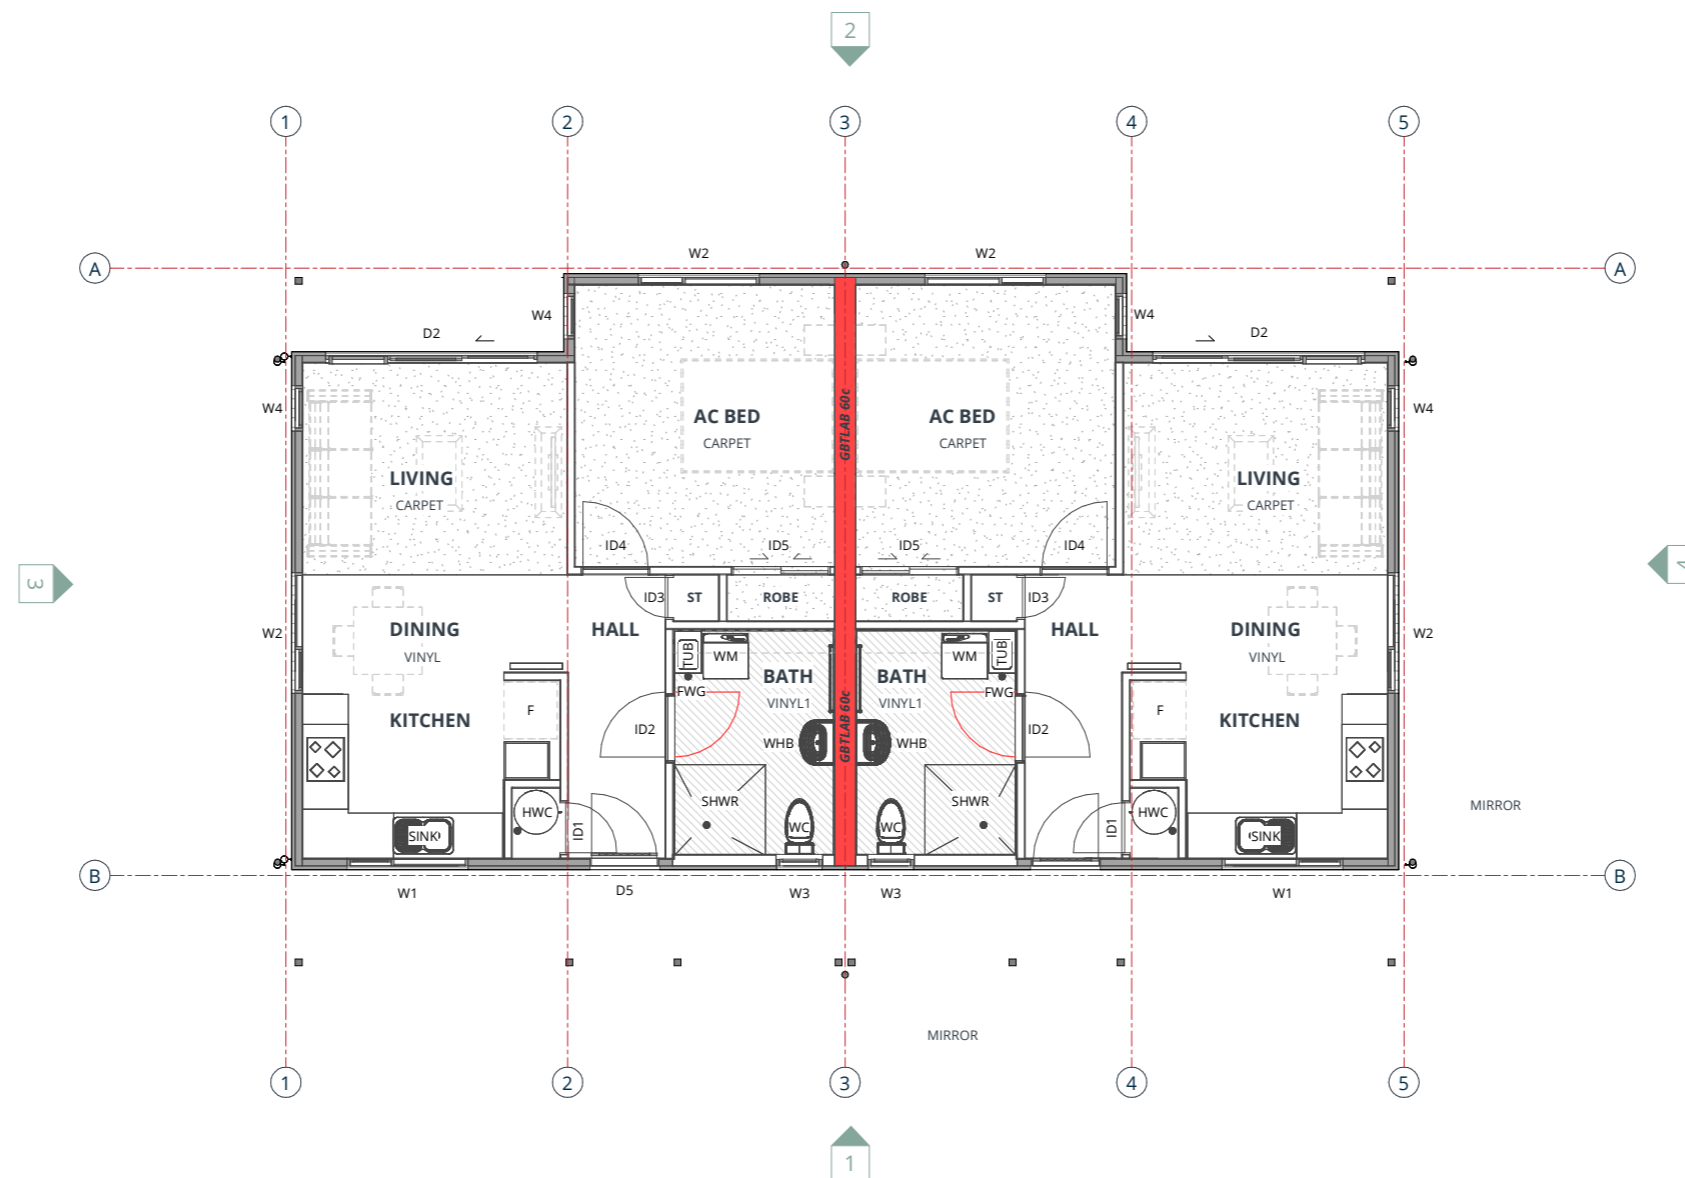 2
1 2 3 4 5
A A
W2 W2
W4 W4
D2 D2
W4 W4
AC BED AC BED
CARPET CARPET
GBTLAB 60c
LIVING LIVING
CARPET CARPET
ID4 ID5 ID5 ID4
3
ID3 ST ROBE ROBE ST ID3
W2 DINING HALL HALL DINING W2
VINYL VINYL
TUB WM WM TUB
BATH BATH
FWG VINYL1 VINYL1 FWG
F F
KITCHEN KITCHEN
GBTLAB 60c
ID2 WHB WHB ID2
SHWR SHWR
MIRROR
HWC HWC
SINK ID1 WC WC ID1 SINK
B B
W1 D5 W3 W3 W1
MIRROR
1 2 3 4 5
1